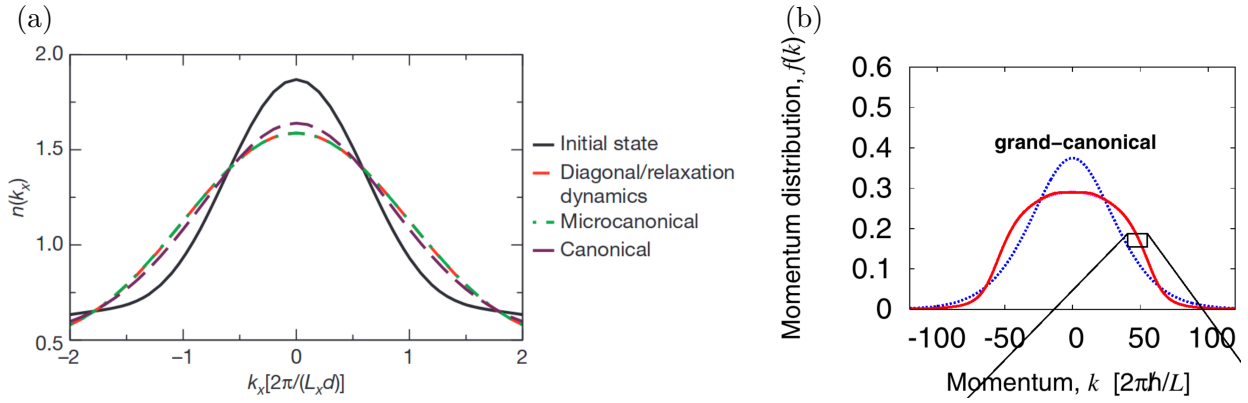 (a)
2.0
1.5
1.0
0.5
n(kₓ)
−2
−1
0
1
2
kₓ[2π/(Lₓd)]
Initial state
Diagonal/relaxation
dynamics
Microcanonical
Canonical
(b)
Momentum distribution, f(k)
0.6
0.5
0.4
0.3
0.2
0.1
0
grand−canonical
-100
-50
0
50
100
Momentum, k [2πℏ/L]